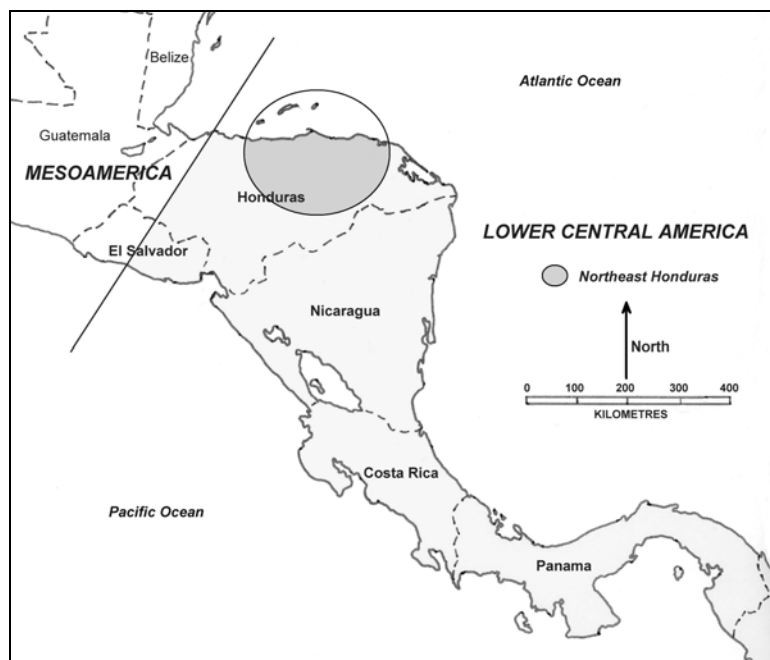 Belize
Atlantic Ocean
Guatemala
MESOAMERICA
Honduras
LOWER CENTRAL AMERICA
El Salvador
Northeast Honduras
Nicaragua
North
0 100 200 300 400
KILOMETRES
Costa Rica
Pacific Ocean
Panama